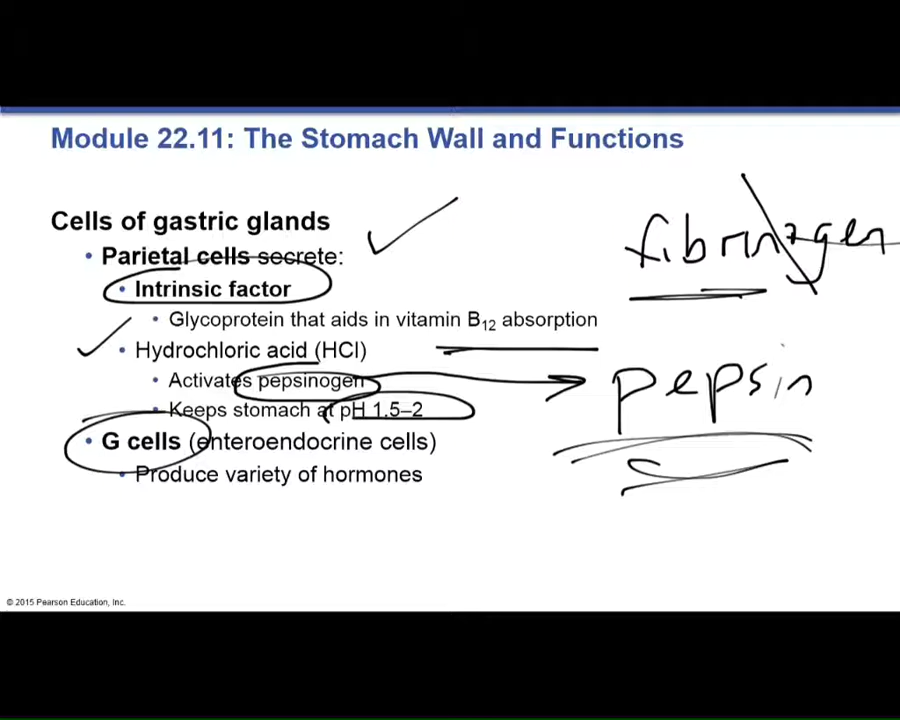 Module 22.11: The Stomach Wall and Functions
Cells of gastric glands
• Parietal cells secrete:
• Intrinsic factor
• Glycoprotein that aids in vitamin B12 absorption
• Hydrochloric acid (HCl)
• Activates pepsinogen
• Keeps stomach at pH 1.5–2
• G cells (enteroendocrine cells)
• Produce variety of hormones
fibrinogen
pepsin
© 2015 Pearson Education, Inc.